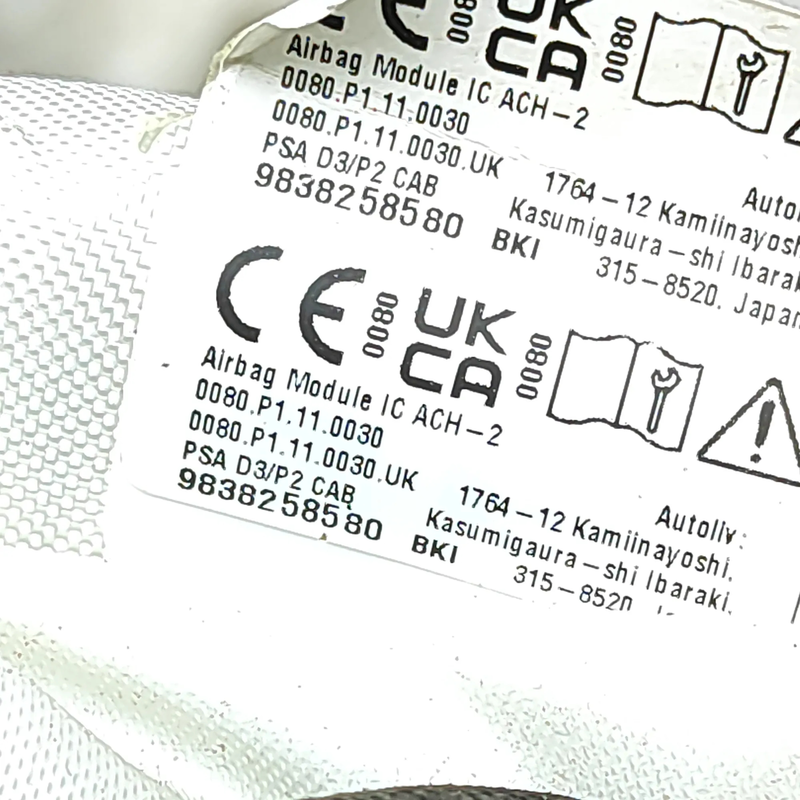 CE 0080 UK CA 0080
Airbag Module IC ACH-2
0080.P1.11.0030
0080.P1.11.0030.UK
PSA D3/P2 CAB
9838258580 BKI
1764-12 Kamiinayoshi
Kasumigaura-shi Ibaraki
315-8520, Japan
CE 0080 UK CA 0080
Airbag Module IC ACH-2
0080.P1.11.0030
0080.P1.11.0030.UK
PSA D3/P2 CAB
9838258580 BKI
Autoliv:
1764-12 Kamiinayoshi,
Kasumigaura-shi Ibaraki,
315-8520